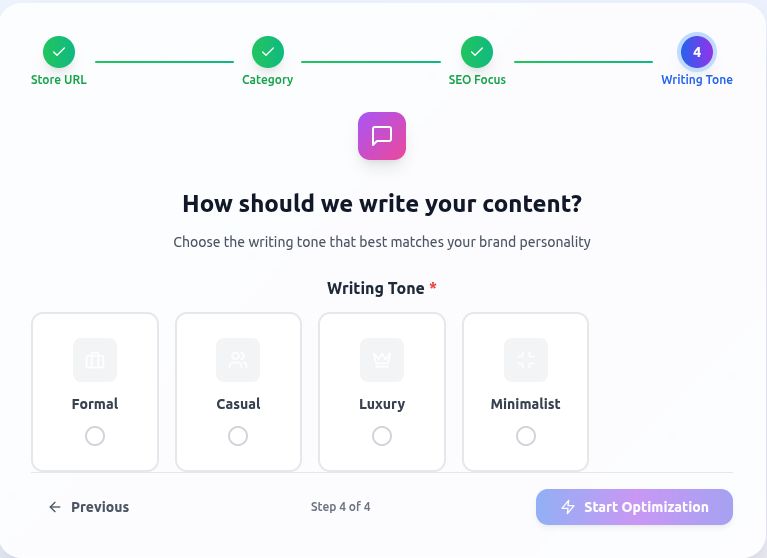 4
Store URL
Category
SEO Focus
Writing Tone
How should we write your content?
Choose the writing tone that best matches your brand personality
Writing Tone *
Formal
Casual
Luxury
Minimalist
Previous
Step 4 of 4
Start Optimization